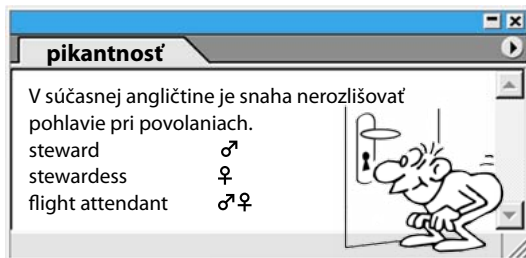 pikantnosť
V súčasnej angličtine je snaha nerozlišovať
pohlavie pri povolaniach.
steward ♂
stewardess ♀
flight attendant ♂♀